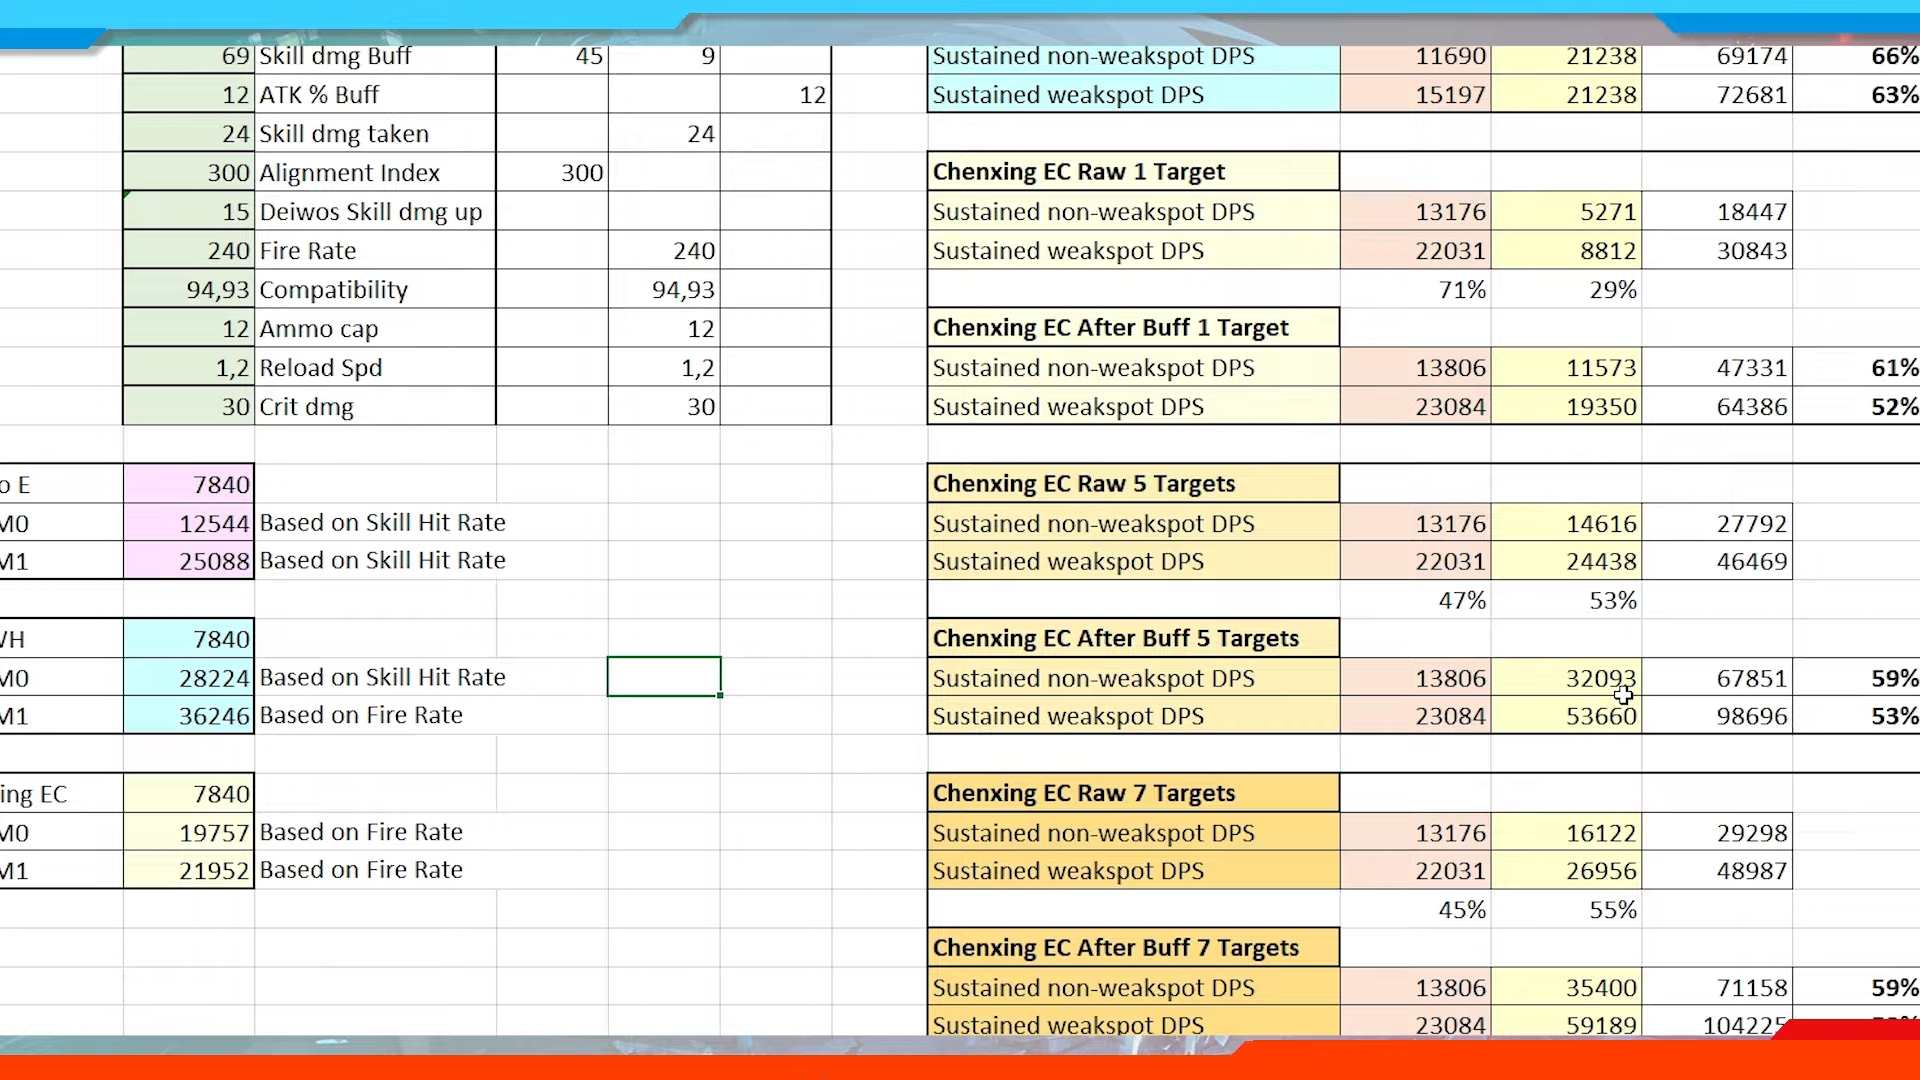 69 Skill dmg Buff 45 9
12 ATK % Buff 12
24 Skill dmg taken 24
300 Alignment Index 300
15 Deiwos Skill dmg up
240 Fire Rate 240
94,93 Compatibility 94,93
12 Ammo cap 12
1,2 Reload Spd 1,2
30 Crit dmg 30
o E 7840
M0 12544 Based on Skill Hit Rate
M1 25088 Based on Skill Hit Rate
VH 7840
M0 28224 Based on Skill Hit Rate
M1 36246 Based on Fire Rate
ing EC 7840
M0 19757 Based on Fire Rate
M1 21952 Based on Fire Rate
Sustained non-weakspot DPS 11690 21238 69174 66%
Sustained weakspot DPS 15197 21238 72681 63%
Chenxing EC Raw 1 Target
Sustained non-weakspot DPS 13176 5271 18447
Sustained weakspot DPS 22031 8812 30843
71% 29%
Chenxing EC After Buff 1 Target
Sustained non-weakspot DPS 13806 11573 47331 61%
Sustained weakspot DPS 23084 19350 64386 52%
Chenxing EC Raw 5 Targets
Sustained non-weakspot DPS 13176 14616 27792
Sustained weakspot DPS 22031 24438 46469
47% 53%
Chenxing EC After Buff 5 Targets
Sustained non-weakspot DPS 13806 32093 67851 59%
Sustained weakspot DPS 23084 53660 98696 53%
Chenxing EC Raw 7 Targets
Sustained non-weakspot DPS 13176 16122 29298
Sustained weakspot DPS 22031 26956 48987
45% 55%
Chenxing EC After Buff 7 Targets
Sustained non-weakspot DPS 13806 35400 71158 59%
Sustained weakspot DPS 23084 59189 104225